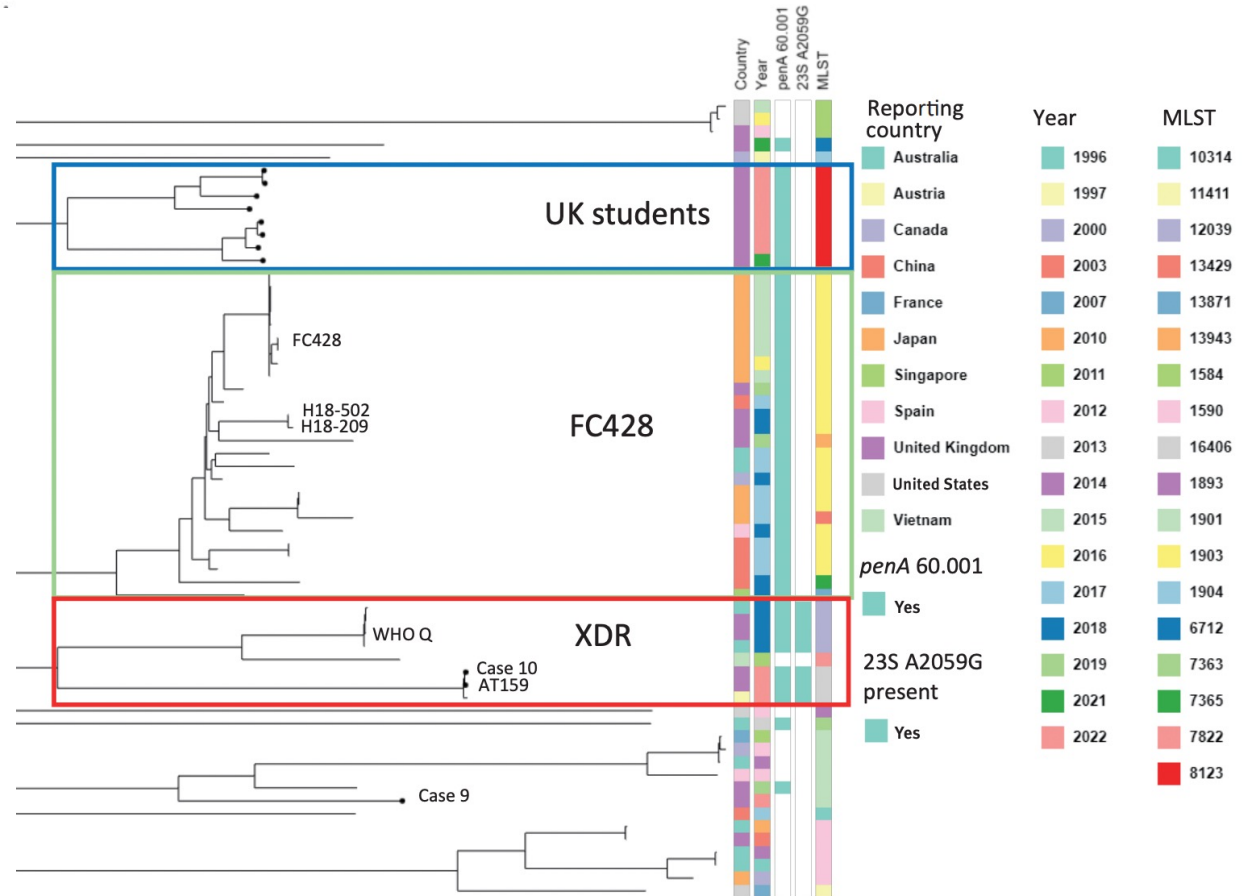 Country
Year
penA 60.001
23S A2059G
MLST
UK students
FC428
FC428
H18-502
H18-209
XDR
WHO Q
Case 10
AT159
Case 9
Reporting
country
Australia
Austria
Canada
China
France
Japan
Singapore
Spain
United Kingdom
United States
Vietnam
penA 60.001
Yes
23S A2059G
present
Yes
Year
1996
1997
2000
2003
2007
2010
2011
2012
2013
2014
2015
2016
2017
2018
2019
2021
2022
MLST
10314
11411
12039
13429
13871
13943
1584
1590
16406
1893
1901
1903
1904
6712
7363
7365
7822
8123